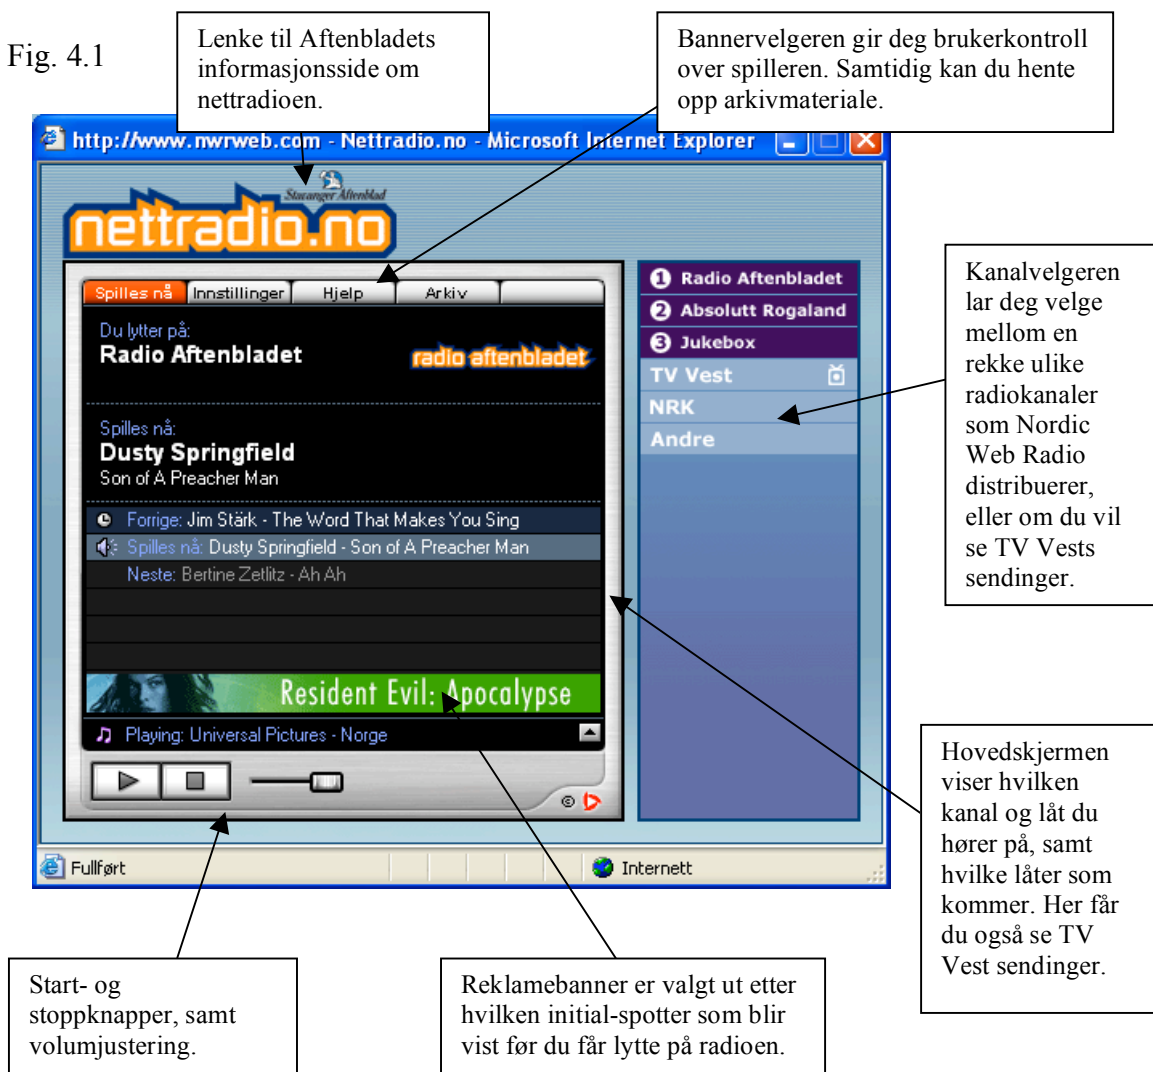 Fig. 4.1
Lenke til Aftenbladets
informasjonsside om
nettradioen.
Bannervelgeren gir deg brukerkontroll
over spilleren. Samtidig kan du hente
opp arkivmateriale.
http://www.nwrweb.com - Nettradio.no - Microsoft Internet Explorer
Stavanger Aftenblad
nettradio.no
Spilles nå Innstillinger Hjelp Arkiv
Du lytter på:
Radio Aftenbladet
radio aftenbladet
Spilles nå:
Dusty Springfield
Son of A Preacher Man
Forrige: Jim Stärk - The Word That Makes You Sing
Spilles nå: Dusty Springfield - Son of A Preacher Man
Neste: Bertine Zetlitz - Ah Ah
Resident Evil: Apocalypse
Playing: Universal Pictures - Norge
©
1 Radio Aftenbladet
2 Absolutt Rogaland
3 Jukebox
TV Vest
NRK
Andre
Fullført
Internett
Kanalvelgeren
lar deg velge
mellom en
rekke ulike
radiokanaler
som Nordic
Web Radio
distribuerer,
eller om du vil
se TV Vests
sendinger.
Hovedskjermen
viser hvilken
kanal og låt du
hører på, samt
hvilke låter som
kommer. Her får
du også se TV
Vest sendinger.
Start- og
stoppknapper, samt
volumjustering.
Reklamebanner er valgt ut etter
hvilken initial-spotter som blir
vist før du får lytte på radioen.